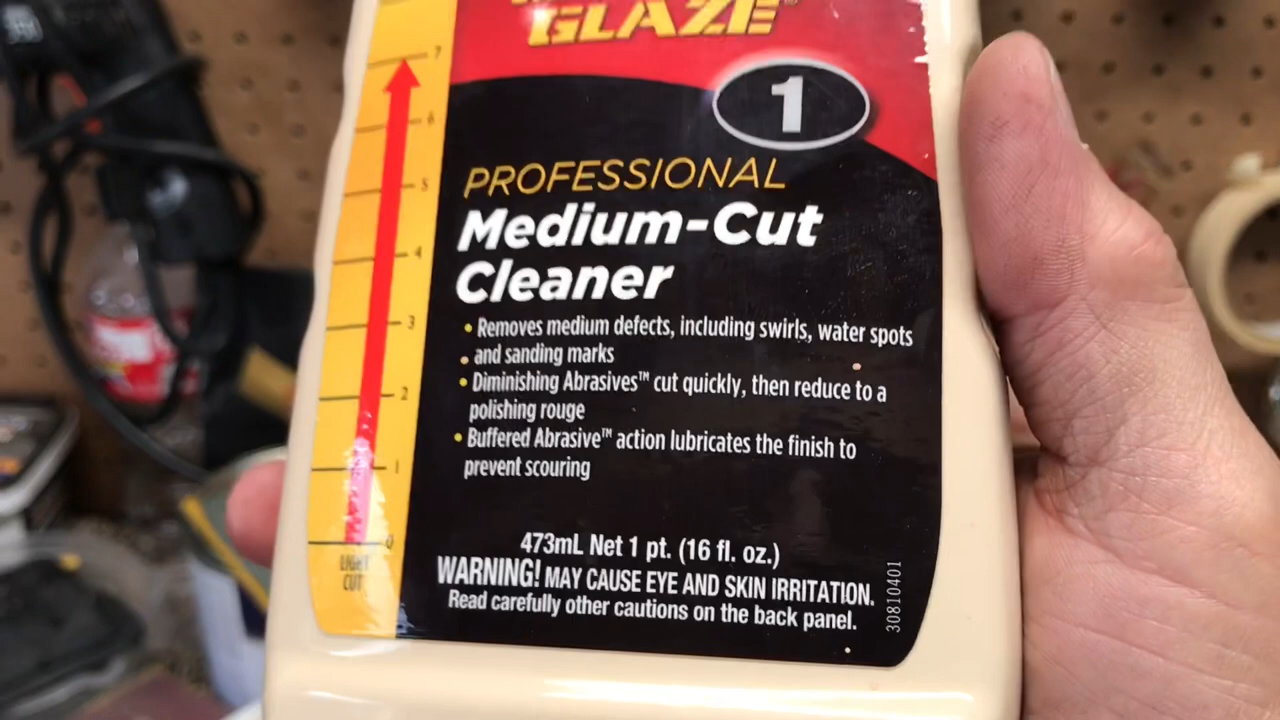 GLAZE
1
PROFESSIONAL
Medium-Cut
Cleaner
• Removes medium defects, including swirls, water spots
• and sanding marks
• Diminishing Abrasives™ cut quickly, then reduce to a
polishing rouge
• Buffered Abrasive™ action lubricates the finish to
prevent scouring
473mL Net 1 pt. (16 fl. oz.)
WARNING! MAY CAUSE EYE AND SKIN IRRITATION.
Read carefully other cautions on the back panel.
30810401
7
6
5
4
3
2
1
0
LIGHT
CUT